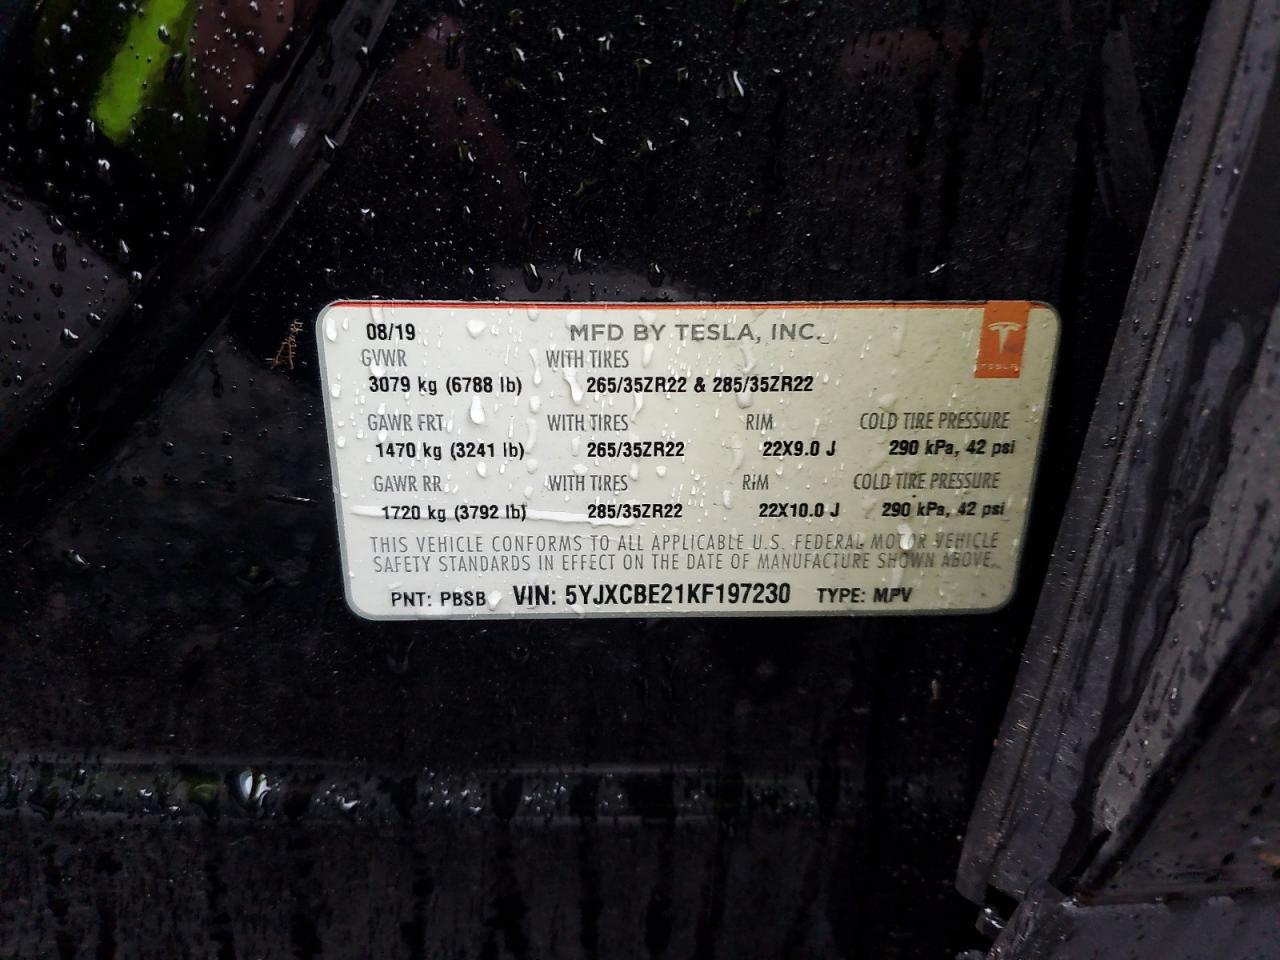 08/19 MFD BY TESLA, INC.
GVWR WITH TIRES
3079 kg (6788 lb) 265/35ZR22 & 285/35ZR22
GAWR FRT WITH TIRES RIM COLD TIRE PRESSURE
1470 kg (3241 lb) 265/35ZR22 22X9.0 J 290 kPa, 42 psi
GAWR RR WITH TIRES RIM COLD TIRE PRESSURE
1720 kg (3792 lb) 285/35ZR22 22X10.0 J 290 kPa, 42 psi
THIS VEHICLE CONFORMS TO ALL APPLICABLE U.S. FEDERAL MOTOR VEHICLE
SAFETY STANDARDS IN EFFECT ON THE DATE OF MANUFACTURE SHOWN ABOVE.
PNT: PBSB VIN: 5YJXCBE21KF197230 TYPE: MPV
TESLA